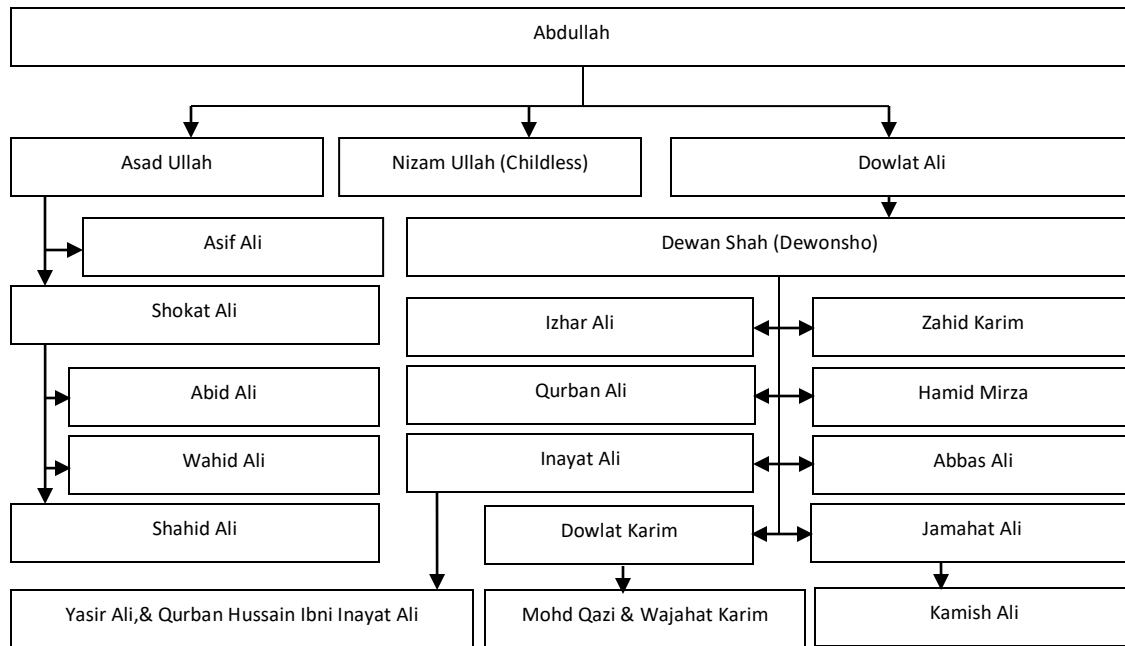 Abdullah
Asad Ullah
Nizam Ullah (Childless)
Dowlat Ali
Asif Ali
Dewan Shah (Dewonsho)
Shokat Ali
Izhar Ali
Zahid Karim
Abid Ali
Qurban Ali
Hamid Mirza
Wahid Ali
Inayat Ali
Abbas Ali
Shahid Ali
Dowlat Karim
Jamahat Ali
Yasir Ali,& Qurban Hussain Ibni Inayat Ali
Mohd Qazi & Wajahat Karim
Kamish Ali